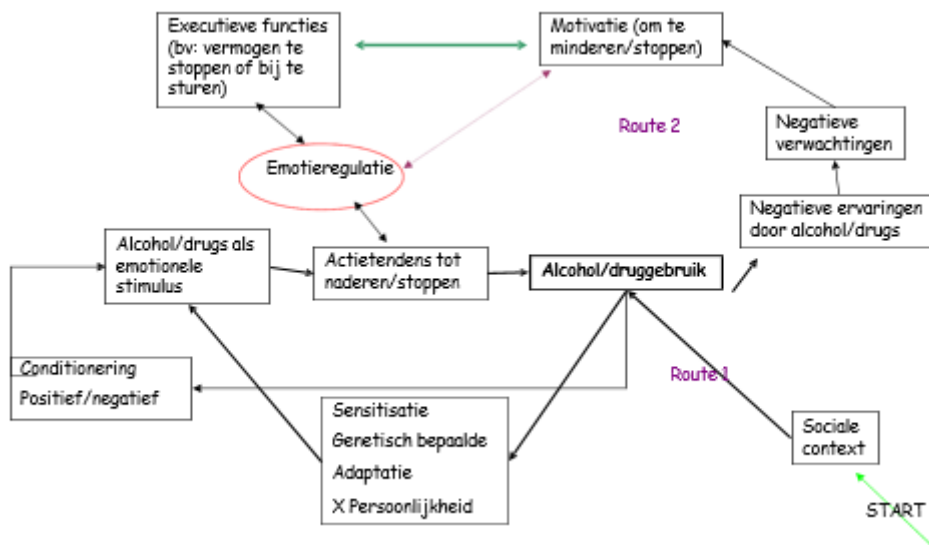 Executieve functies
(bv: vermogen te
stoppen of bij te
sturen)
Motivatie (om te
minderen/stoppen)
Route 2
Negatieve
verwachtingen
Emotieregulatie
Negatieve ervaringen
door alcohol/drugs
Alcohol/drugs als
emotionele
stimulus
Actietendens tot
naderen/stoppen
Alcohol/druggebruik
Conditionering
Positief/negatief
Route 1
Sensitisatie
Genetisch bepaalde
Adaptatie
X Persoonlijkheid
Sociale
context
START